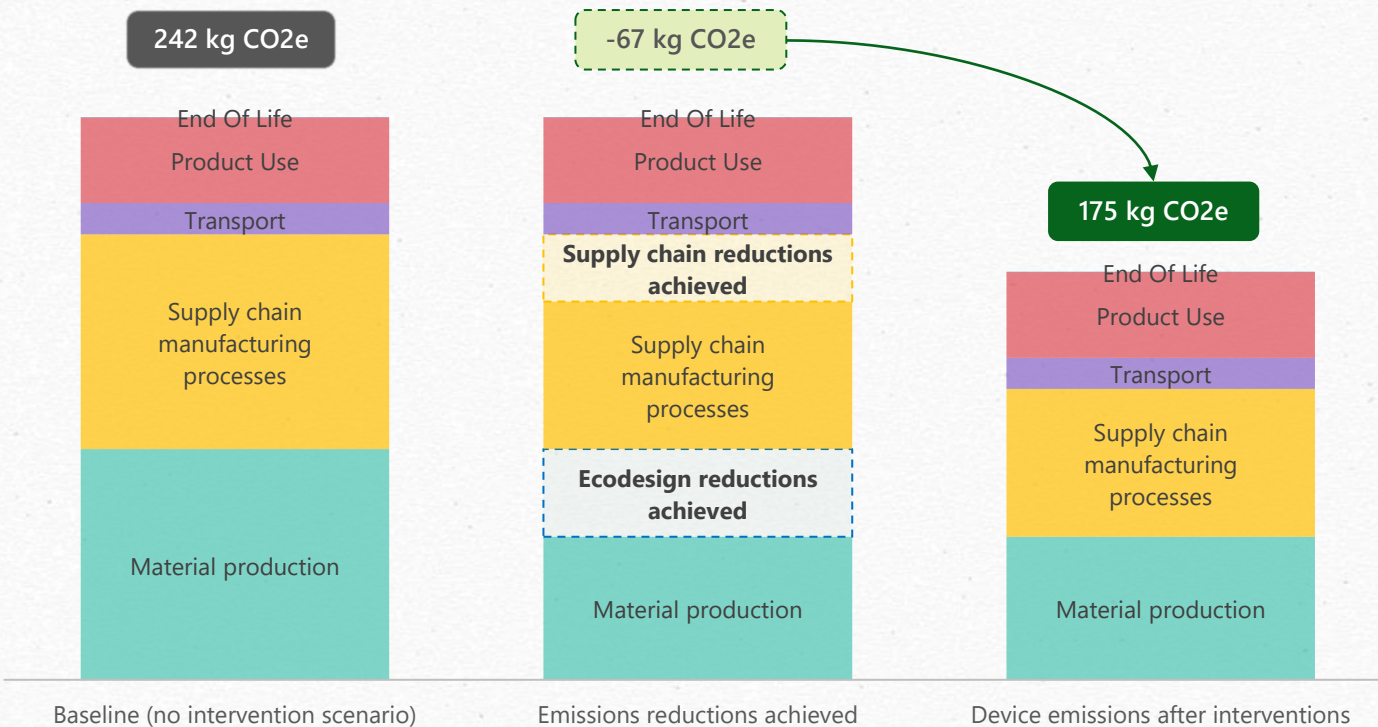 242 kg CO2e
End Of Life
Product Use
Transport
Supply chain
manufacturing
processes
Material production
Baseline (no intervention scenario)
-67 kg CO2e
End Of Life
Product Use
Transport
Supply chain reductions
achieved
Supply chain
manufacturing
processes
Ecodesign reductions
achieved
Material production
Emissions reductions achieved
175 kg CO2e
End Of Life
Product Use
Transport
Supply chain
manufacturing
processes
Material production
Device emissions after interventions